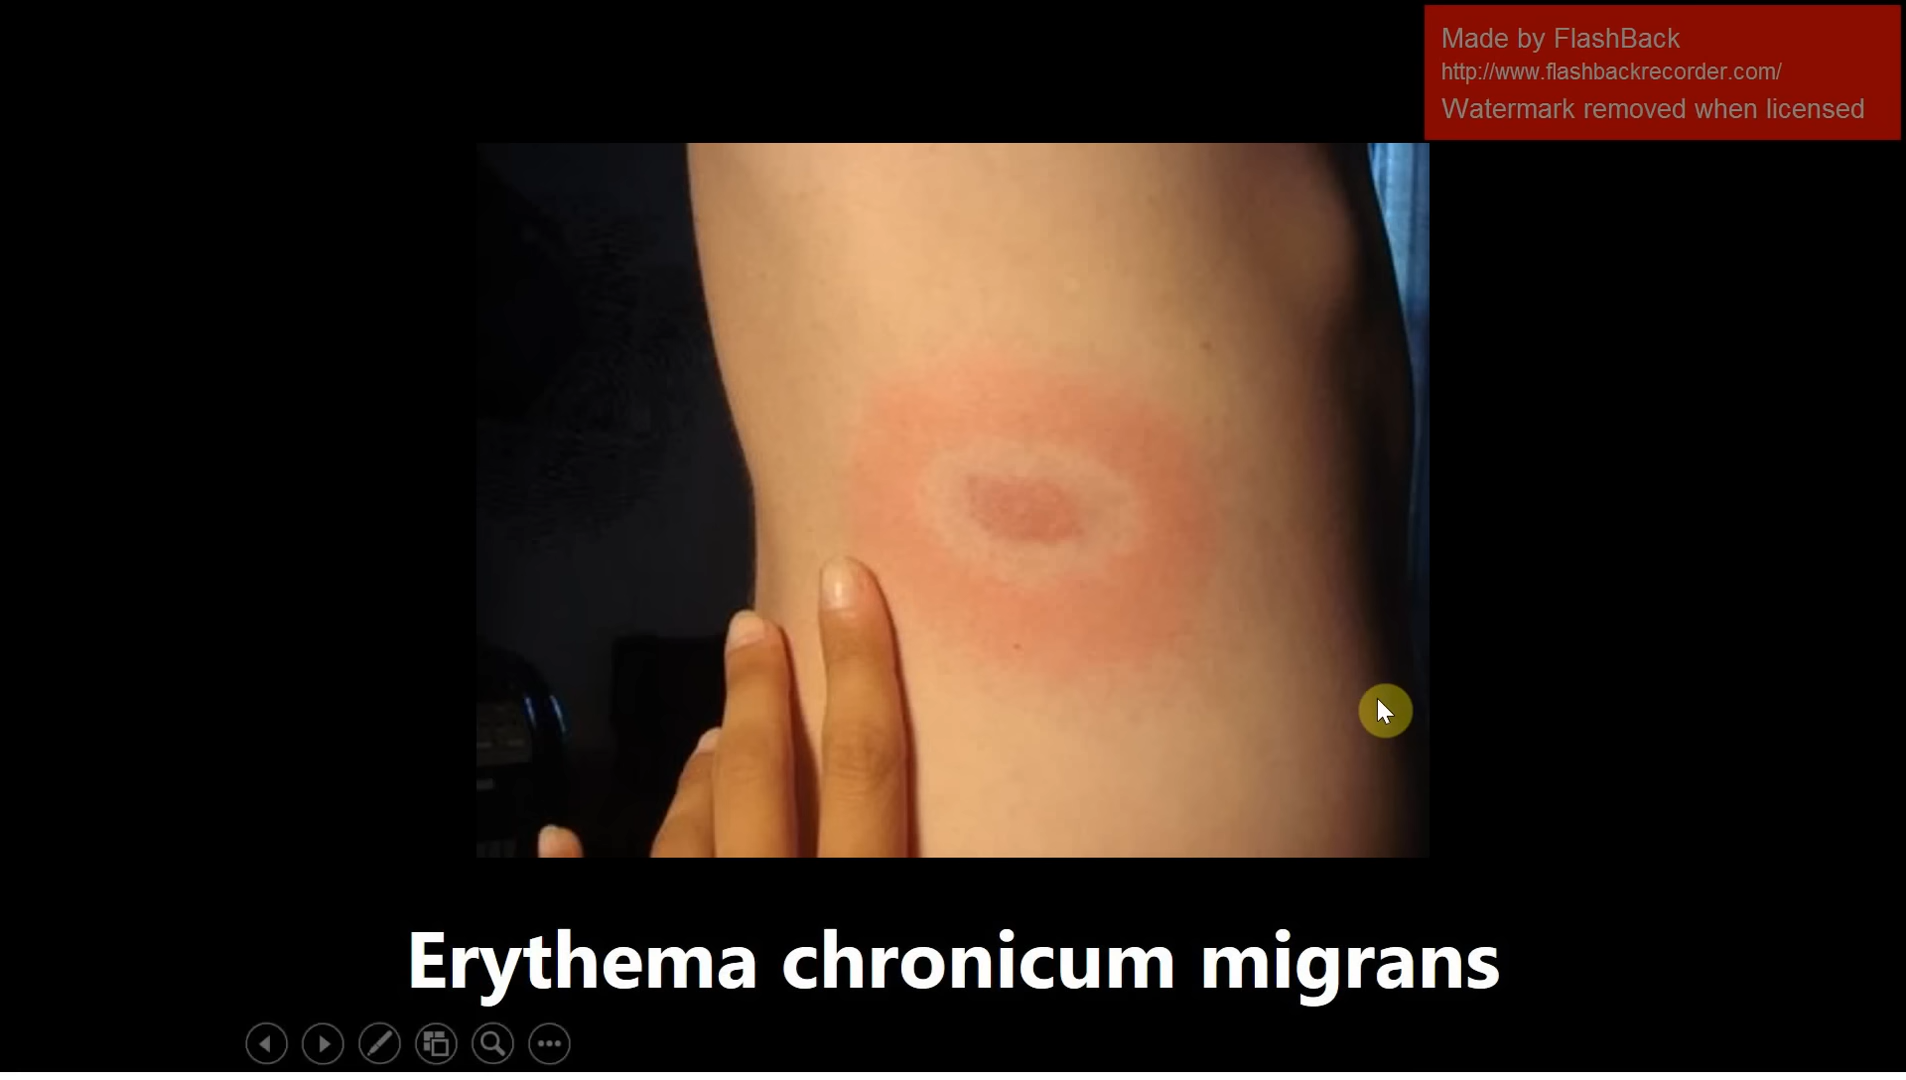 Made by FlashBack
http://www.flashbackrecorder.com/
Watermark removed when licensed
Erythema chronicum migrans